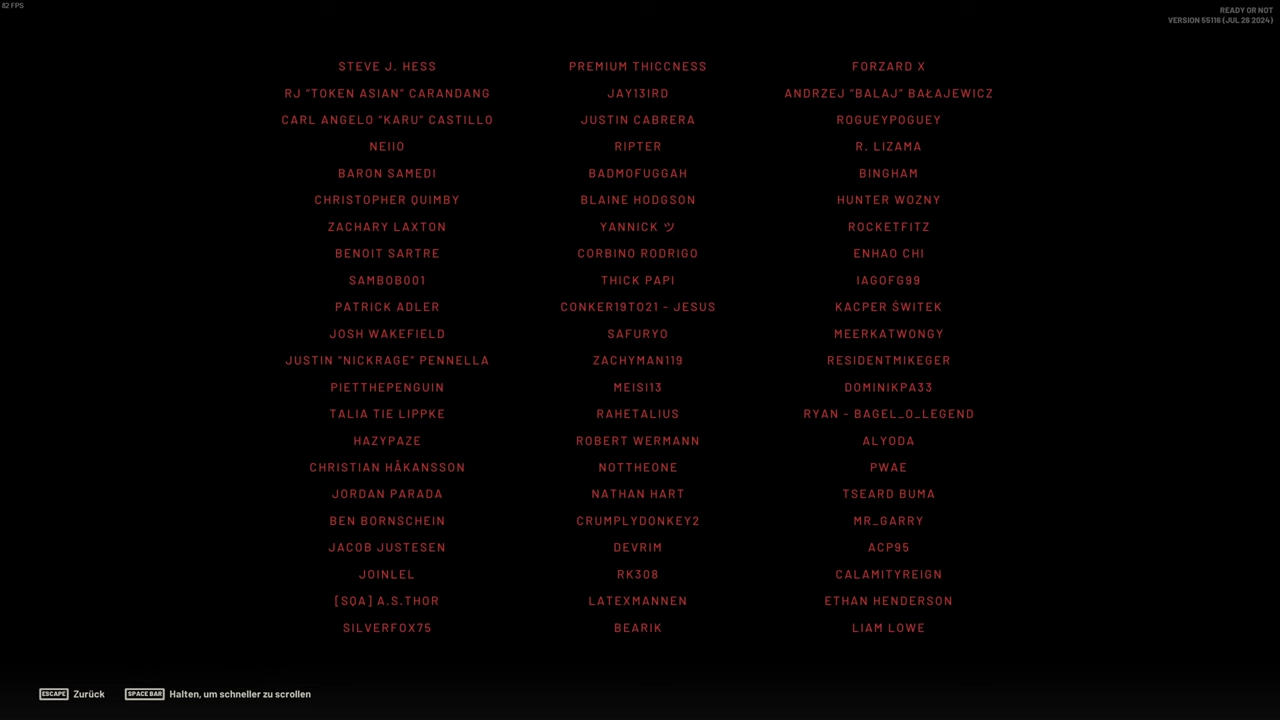 82 FPS
READY OR NOT
VERSION 55116 (JUL 26 2024)
STEVE J. HESS PREMIUM THICCNESS FORZARD X
RJ "TOKEN ASIAN" CARANDANG JAY13IRD ANDRZEJ "BALAJ" BAŁAJEWICZ
CARL ANGELO "KARU" CASTILLO JUSTIN CABRERA ROGUEYPOGUEY
NEIIO RIPTER R. LIZAMA
BARON SAMEDI BADMOFUGGAH BINGHAM
CHRISTOPHER QUIMBY BLAINE HODGSON HUNTER WOZNY
ZACHARY LAXTON YANNICK ツ ROCKETFITZ
BENOIT SARTRE CORBINO RODRIGO ENHAO CHI
SAMBOB001 THICK PAPI IAGOFG99
PATRICK ADLER CONKER19TO21 - JESUS KACPER ŚWITEK
JOSH WAKEFIELD SAFURYO MEERKATWONGY
JUSTIN "NICKRAGE" PENNELLA ZACHYMAN119 RESIDENTMIKEGER
PIETTHEPENGUIN MEISI13 DOMINIKPA33
TALIA TIE LIPPKE RAHETALIUS RYAN - BAGEL_O_LEGEND
HAZYPAZE ROBERT WERMANN ALYODA
CHRISTIAN HÅKANSSON NOTTHEONE PWAE
JORDAN PARADA NATHAN HART TSEARD BUMA
BEN BORNSCHEIN CRUMPLYDONKEY2 MR_GARRY
JACOB JUSTESEN DEVRIM ACP95
JOINLEL RK308 CALAMITYREIGN
[SQA] A.S.THOR LATEXMANNEN ETHAN HENDERSON
SILVERFOX75 BEARIK LIAM LOWE
ESCAPE Zurück SPACE BAR Halten, um schneller zu scrollen